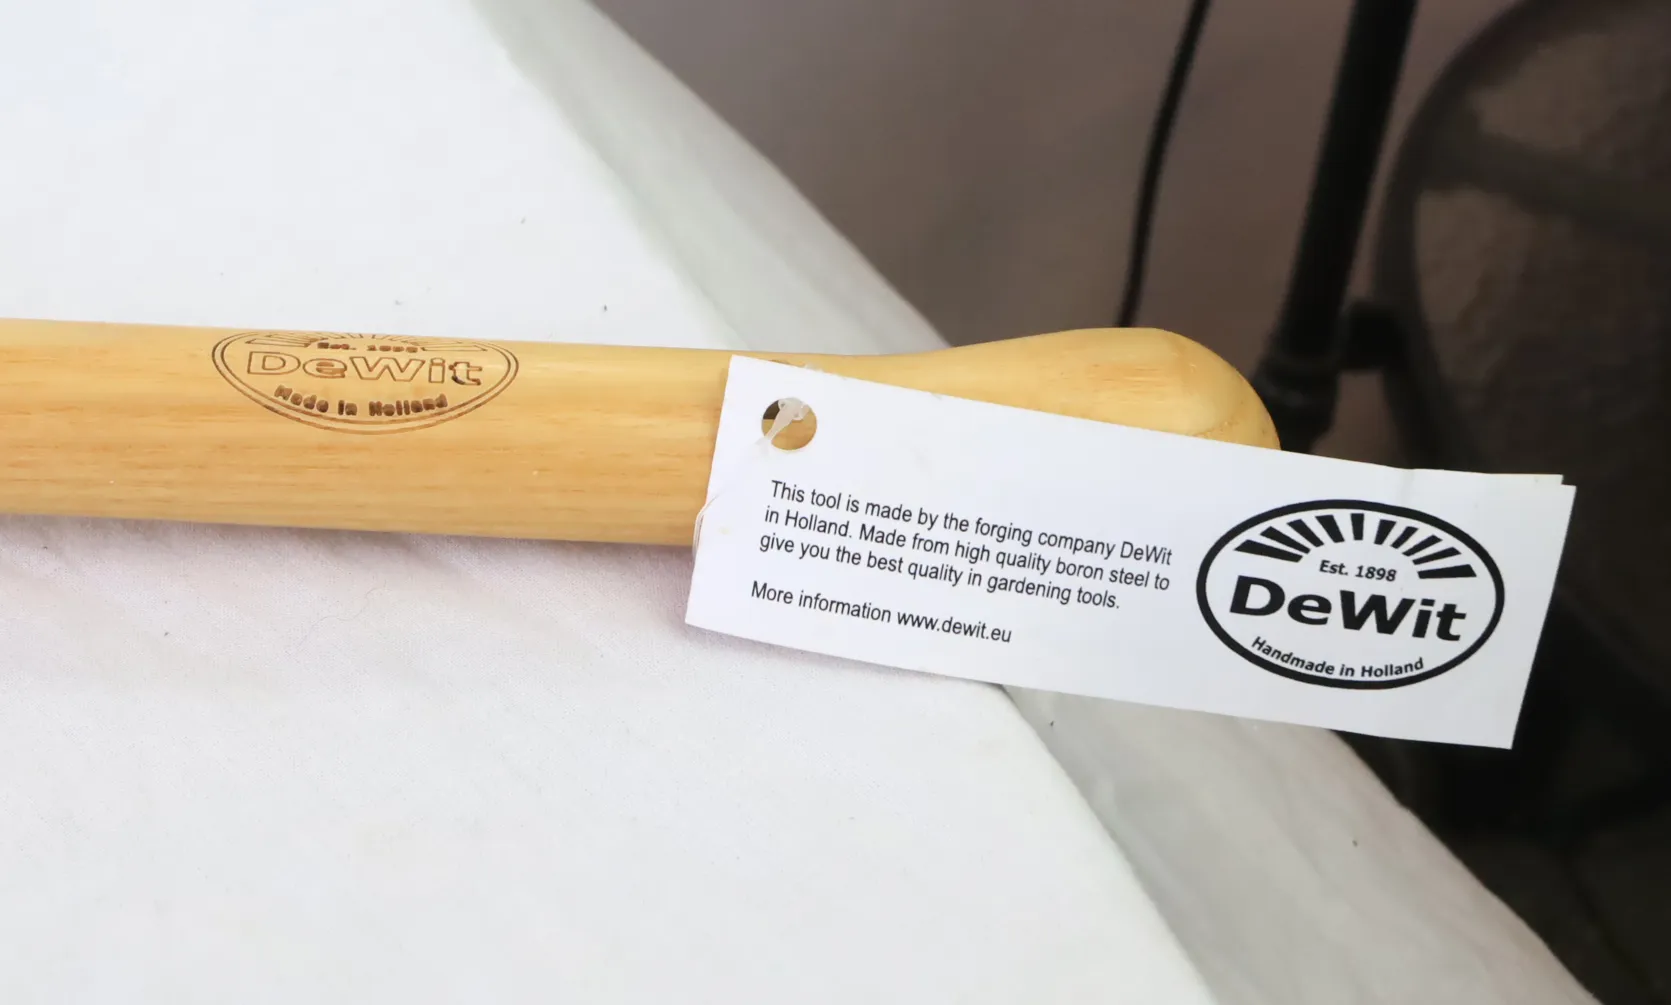 Est. 1898
DeWit
Made in Holland
This tool is made by the forging company DeWit
in Holland. Made from high quality boron steel to
give you the best quality in gardening tools.
More information www.dewit.eu
Est. 1898
DeWit
Handmade in Holland